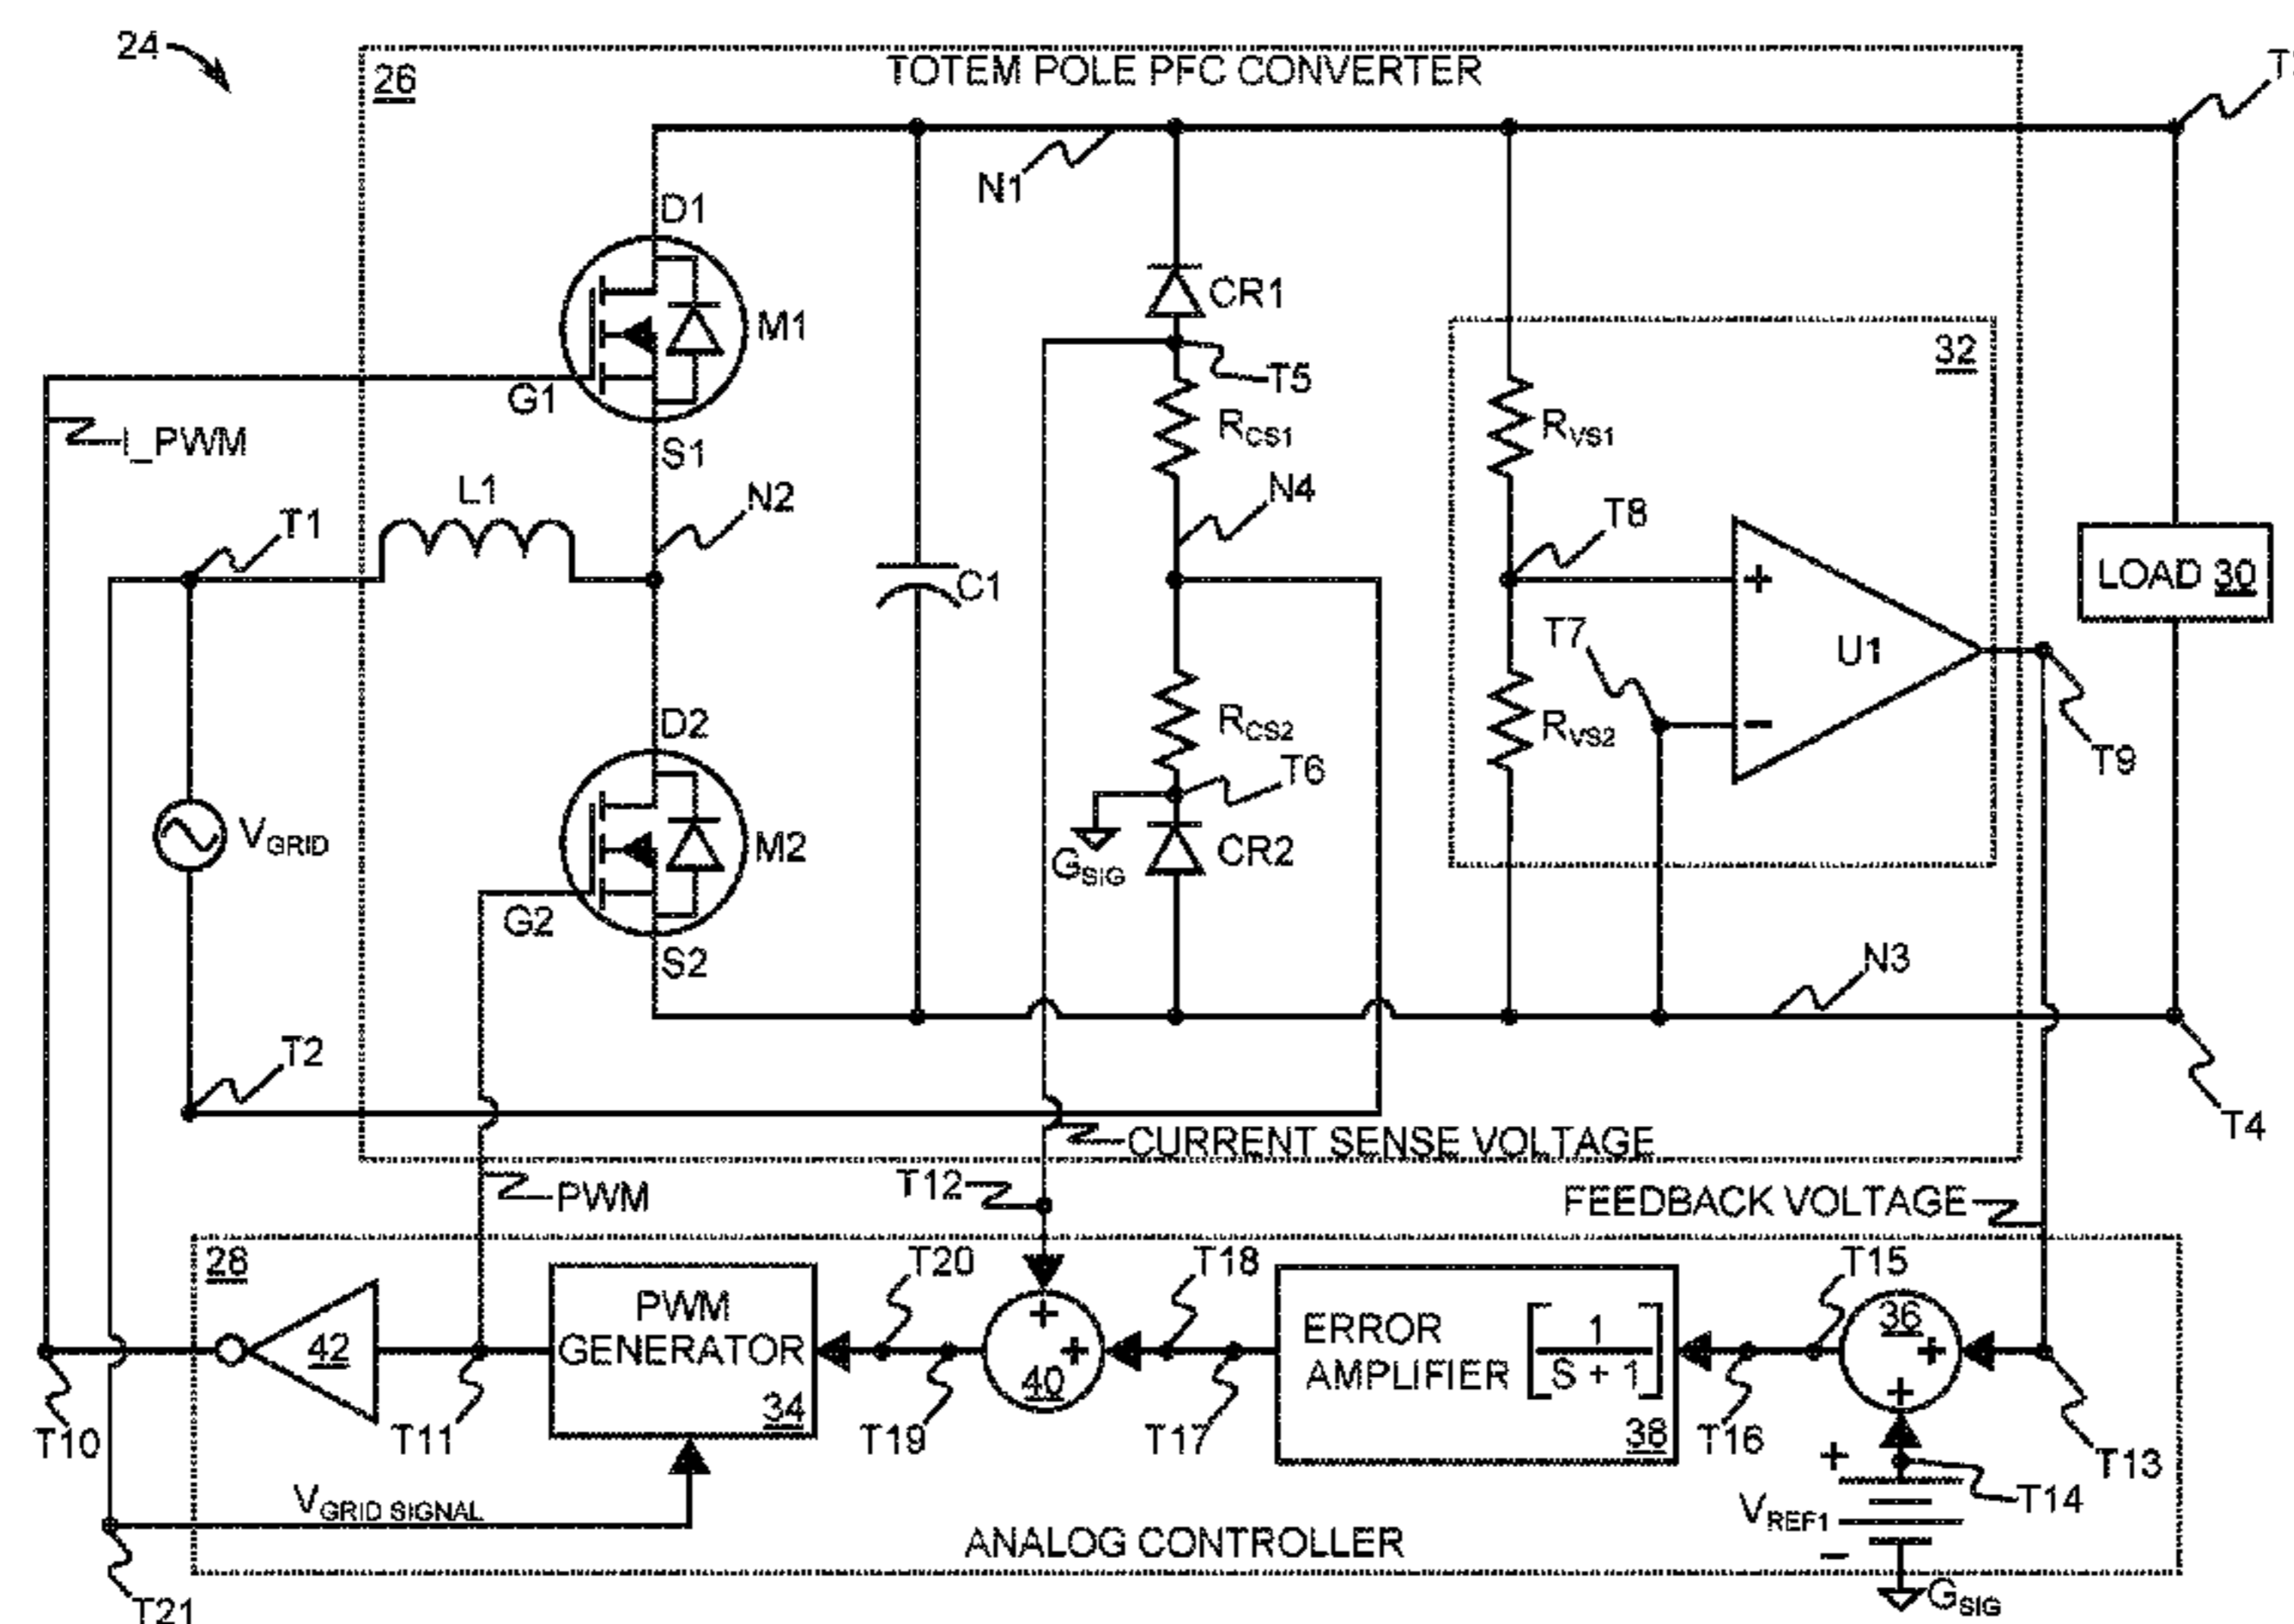 24
26
TOTEM POLE PFC CONVERTER
N1
D1
M1
G1
S1
I_PWM
CR1
T5
RCS1
N4
32
RVS1
L1
N2
T1
C1
T8
T7
U1
LOAD 30
D2
RCS2
RVS2
T6
T9
VGRID
M2
GSIG
CR2
G2
S2
N3
T2
T4
CURRENT SENSE VOLTAGE
PWM
T12
FEEDBACK VOLTAGE
28
T20
T18
T15
42
PWM
GENERATOR
34
+
+
40
ERROR
AMPLIFIER
1
S + 1
38
36
+
+
T10
T11
T19
T17
T16
T13
+
T14
VREF1
−
VGRID SIGNAL
ANALOG CONTROLLER
GSIG
T21